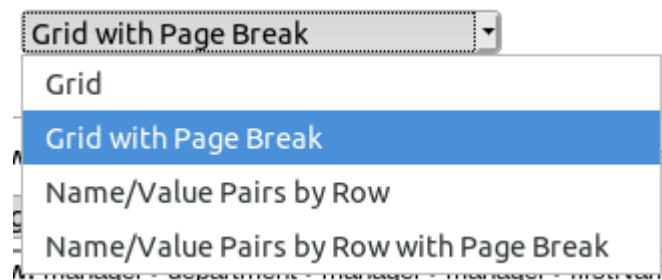 Grid with Page Break
Grid
Grid with Page Break
Name/Value Pairs by Row
Name/Value Pairs by Row with Page Break